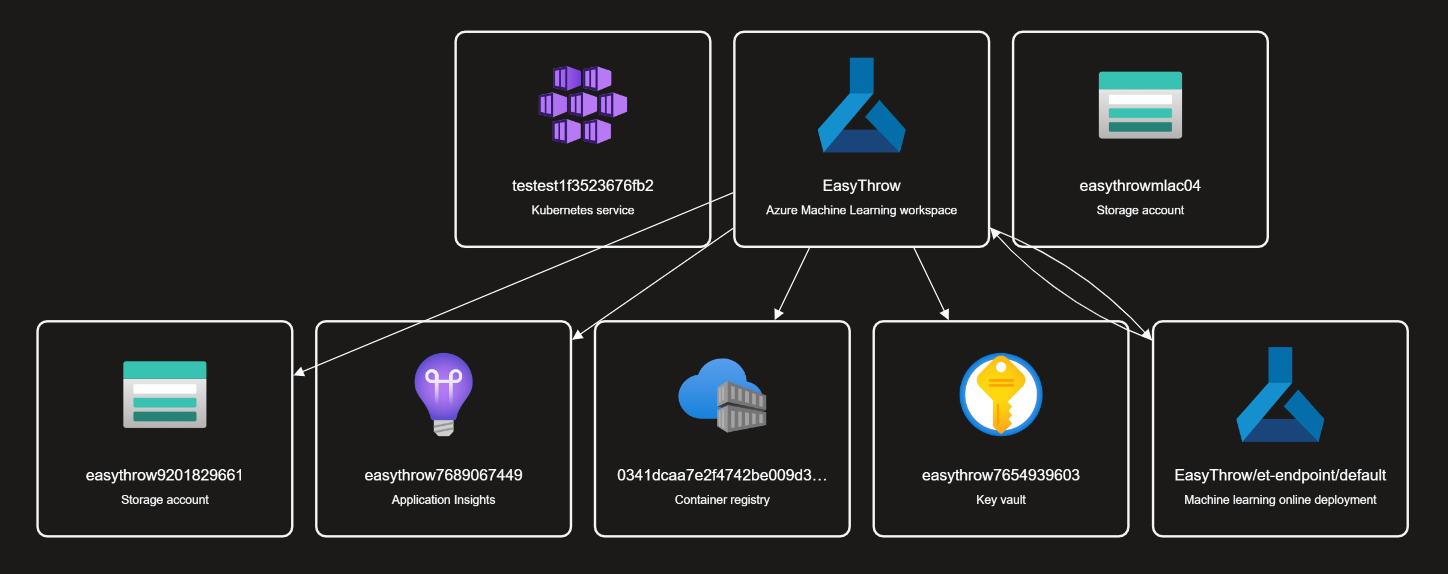 testest1f3523676fb2
Kubernetes service
EasyThrow
Azure Machine Learning workspace
easythrowmlac04
Storage account
easythrow9201829661
Storage account
easythrow7689067449
Application Insights
0341dcaa7e2f4742be009d3…
Container registry
easythrow7654939603
Key vault
EasyThrow/et-endpoint/default
Machine learning online deployment